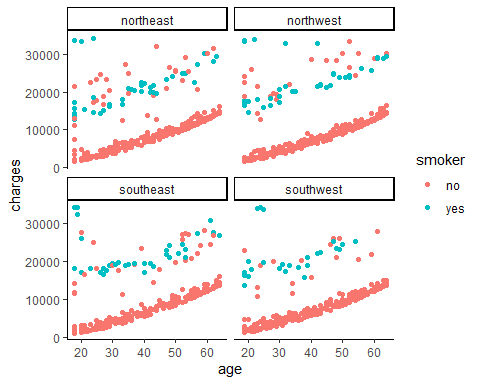 northeast
northwest
30000
20000
10000
0
southeast
southwest
30000
20000
10000
0
20 30 40 50 60
20 30 40 50 60
age
charges
smoker
no
yes